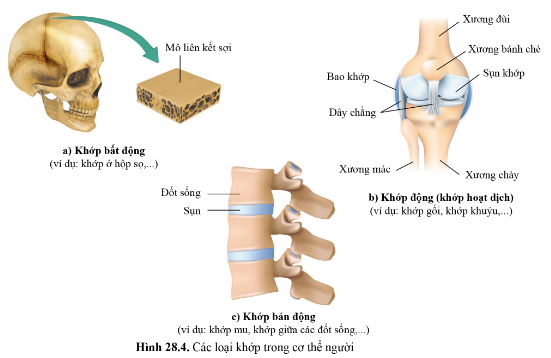 Mô liên kết sợi
a) Khớp bất động
(ví dụ: khớp ở hộp sọ,...)
Xương đùi
Xương bánh chè
Bao khớp
Sụn khớp
Dây chằng
Xương mác
Xương chày
b) Khớp động (khớp hoạt dịch)
(ví dụ: khớp gối, khớp khuỷu,...)
Đốt sống
Sụn
c) Khớp bán động
(ví dụ: khớp mu, khớp giữa các đốt sống,...)
Hình 28.4. Các loại khớp trong cơ thể người